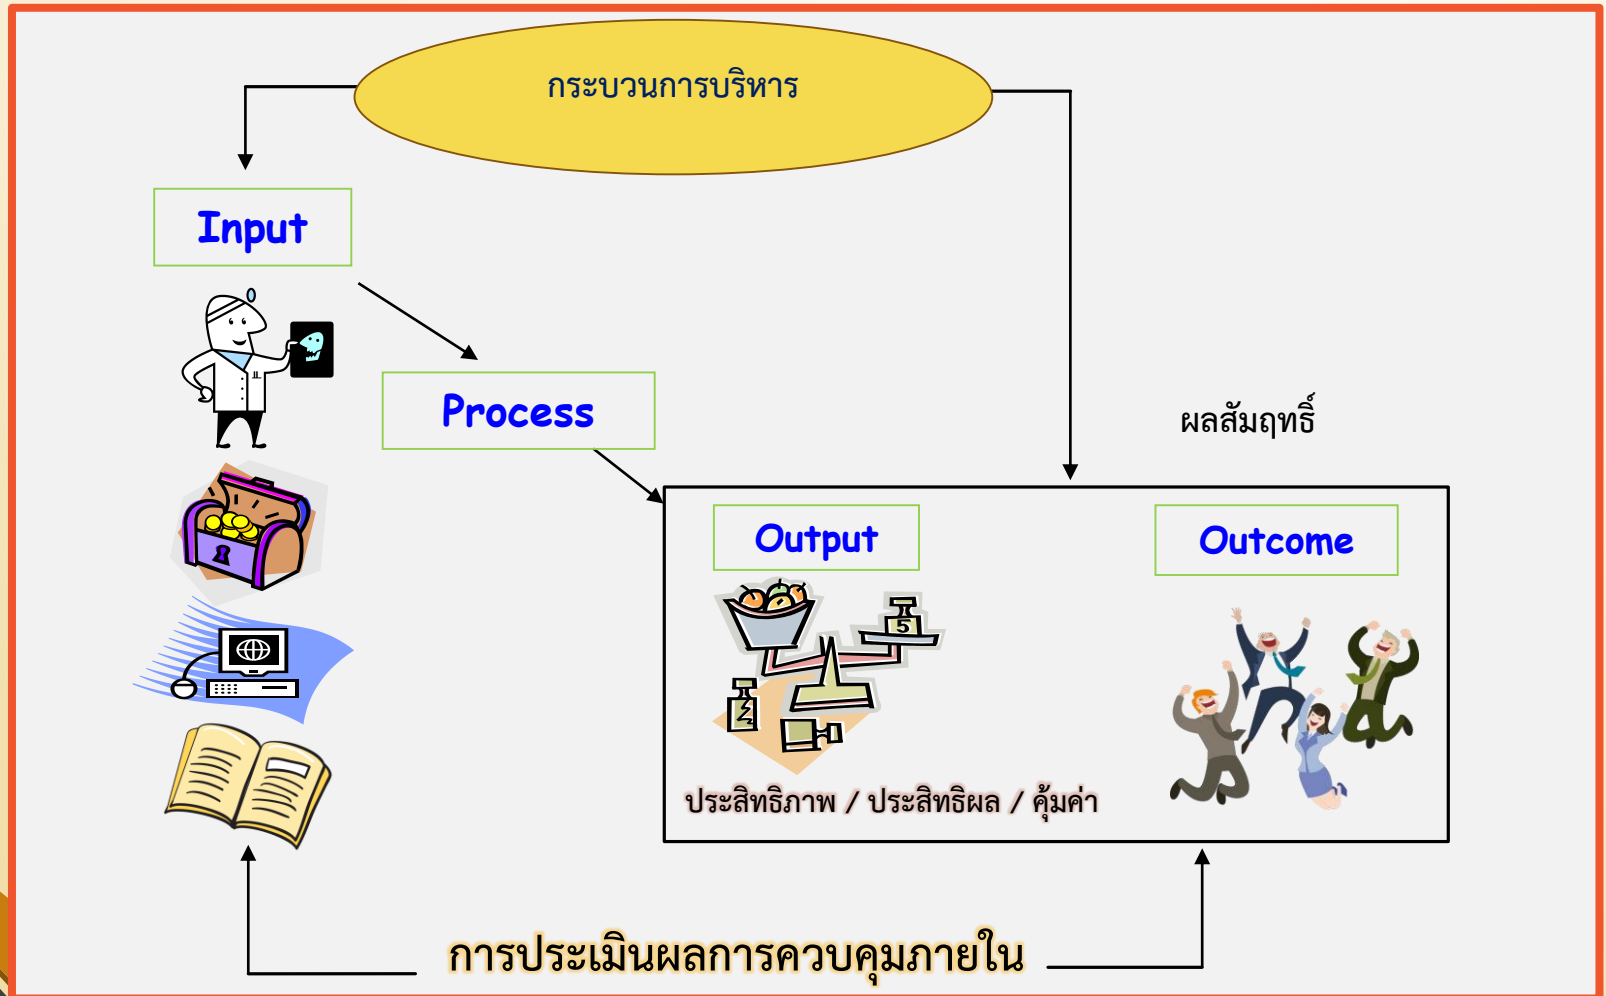 กระบวนการบริหาร
Input
Process
ผลสัมฤทธิ์
Output
Outcome
5
2
ประสิทธิภาพ / ประสิทธิผล / คุ้มค่า
การประเมินผลการควบคุมภายใน